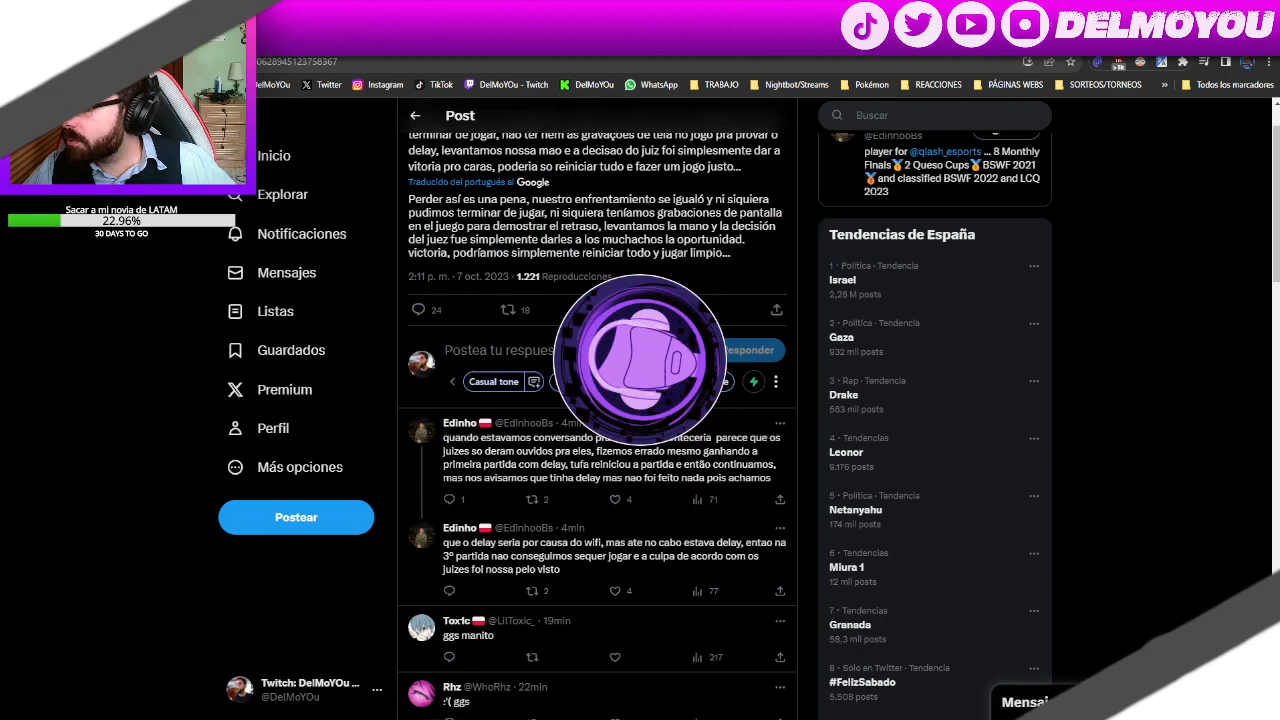 DELMOYOU
0628945123758367
DelMoYOu
Twitter
Instagram
TikTok
DelMoYOu - Twitch
DelMoYOu
WhatsApp
TRABAJO
Nightbot/Streams
Pokémon
REACCIONES
PÁGINAS WEBS
SORTEOS/TORNEOS
»
Todos los marcadores
Sacar a mi novia de LATAM
22.96%
30 DAYS TO GO
Inicio
Explorar
Notificaciones
Mensajes
Listas
Guardados
Premium
Perfil
Más opciones
Postear
Twitch: DelMoYOu ...
@DelMoYOu
Post
terminar de jogar, nao ter nem as gravações de tela no jogo pra provar o
delay, levantamos nossa mao e a decisao do juiz foi simplesmente dar a
vitoria pro caras, poderia so reiniciar tudo e fazer um jogo justo...
Traducido del portugués al Google
Perder así es una pena, nuestro enfrentamiento se igualó y ni siquiera
pudimos terminar de jugar, ni siquiera teníamos grabaciones de pantalla
en el juego para demostrar el retraso, levantamos la mano y la decisión
del juez fue simplemente darles a los muchachos la oportunidad.
victoria, podríamos simplemente reiniciar todo y jugar limpio...
2:11 p. m. · 7 oct. 2023 · 1.221 Reproducciones
24
18
Postea tu respues
esponder
Casual tone
Edinho @EdinhooBs · 4min
quando estavamos conversando
parece que os
juizes so deram ouvidos pra eles, fizemos errado mesmo ganhando a
primeira partida com delay, tufa reiniciou a partida e então continuamos,
mas nos avisamos que tinha delay mas nao foi feito nada pois achamos
1
2
4
71
Edinho @EdinhooBs · 4min
que o delay seria por causa do wifi, mas ate no cabo estava delay, entao na
3º partida nao conseguimos sequer jogar e a culpa de acordo com os
juizes foi nossa pelo visto
2
4
77
Tox1c @LilToxic_ · 19min
ggs manito
217
Rhz @WhoRhz · 22min
:'( ggs
Buscar
@EdinhooBs
player for @qlash_esports ... 8 Monthly
Finals🥇2 Queso Cups🥇BSWF 2021
🥉and classified BSWF 2022 and LCQ
2023
Tendencias de España
1 · Política · Tendencia
Israel
2,26 M posts
2 · Política · Tendencia
Gaza
932 mil posts
3 · Rap · Tendencia
Drake
563 mil posts
4 · Tendencias
Leonor
9.176 posts
5 · Política · Tendencia
Netanyahu
174 mil posts
6 · Tendencias
Miura 1
12 mil posts
7 · Tendencias
Granada
58,3 mil posts
8 · Solo en Twitter · Tendencia
#FelizSabado
5.508 posts
Mensaj